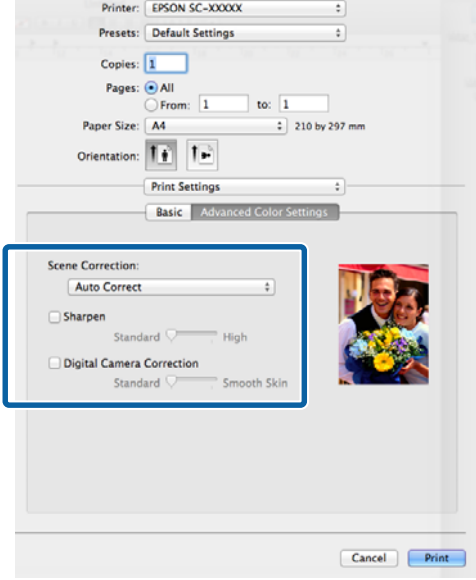 Printer: EPSON SC-XXXXX
Presets: Default Settings
Copies: 1
Pages: All
From: 1 to: 1
Paper Size: A4 210 by 297 mm
Orientation:
Print Settings
Basic Advanced Color Settings
Scene Correction:
Auto Correct
Sharpen
Standard High
Digital Camera Correction
Standard Smooth Skin
Cancel Print